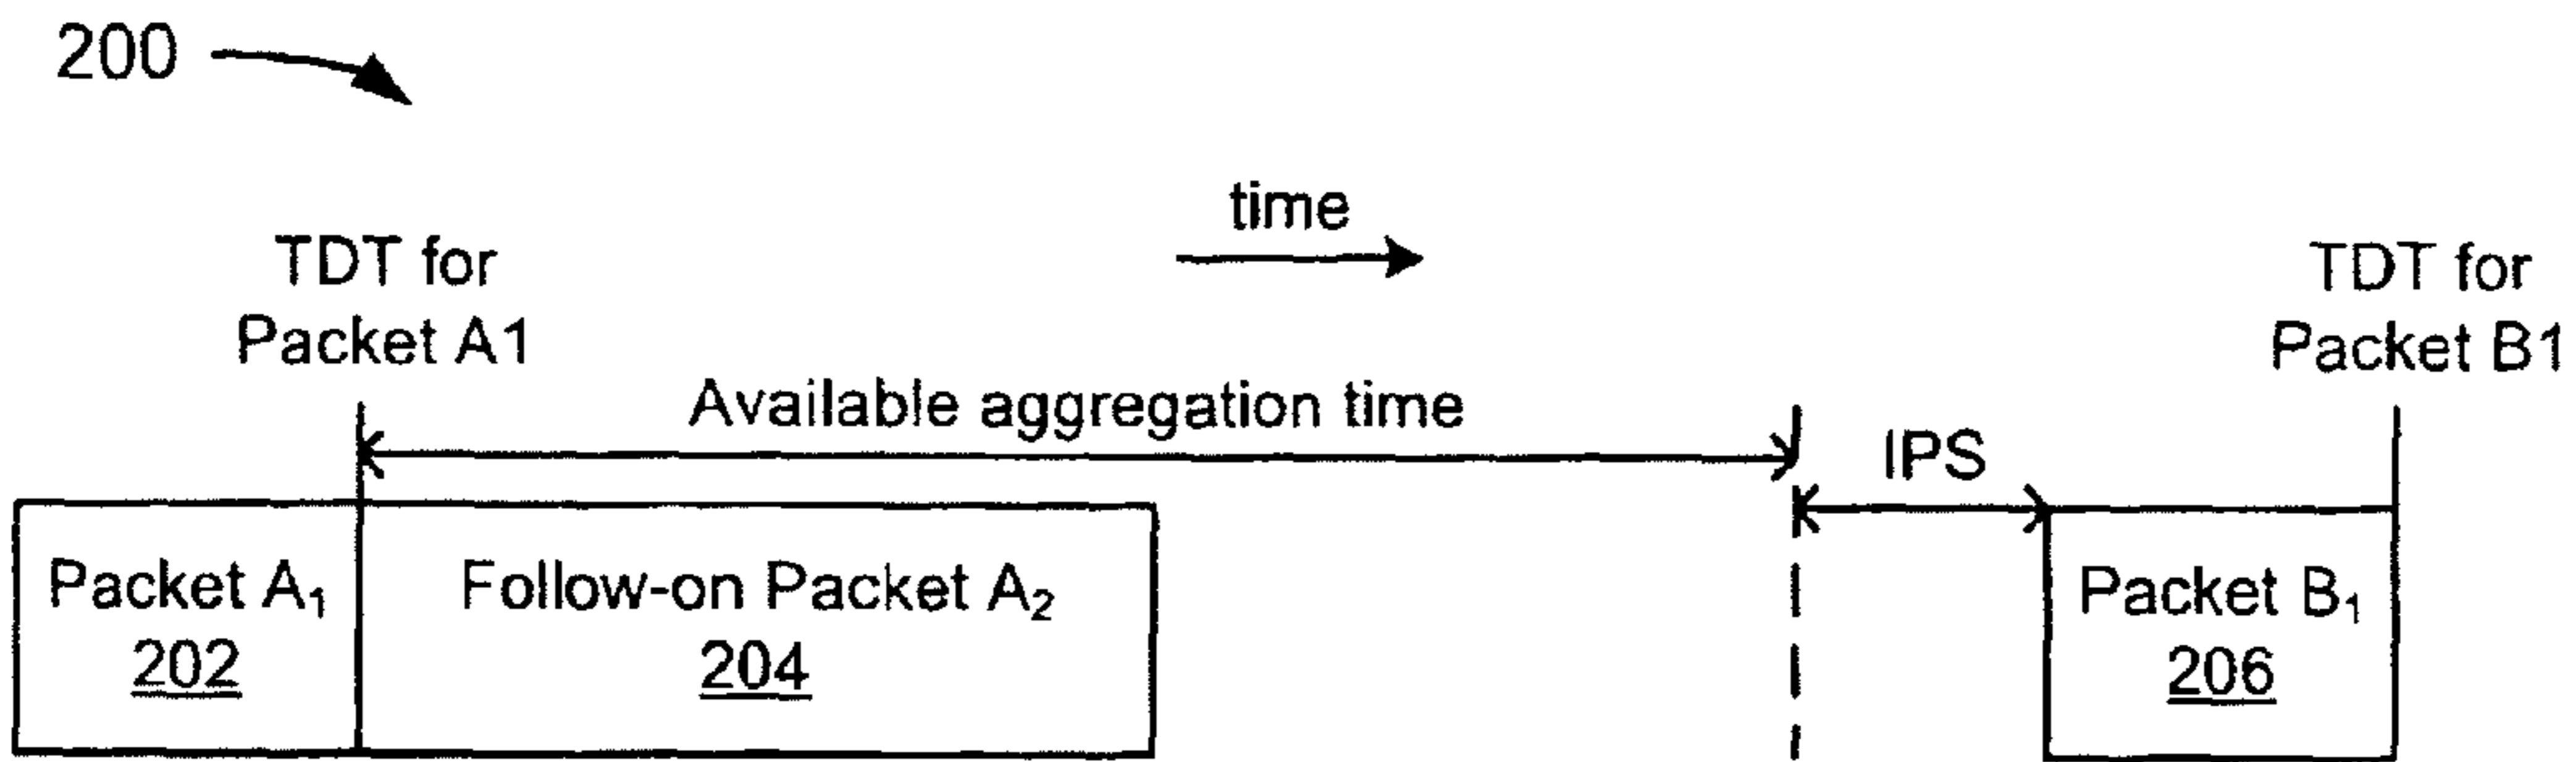 200
time
TDT for
Packet A1
TDT for
Packet B1
Available aggregation time
IPS
Packet A₁
202
Follow-on Packet A₂
204
Packet B₁
206